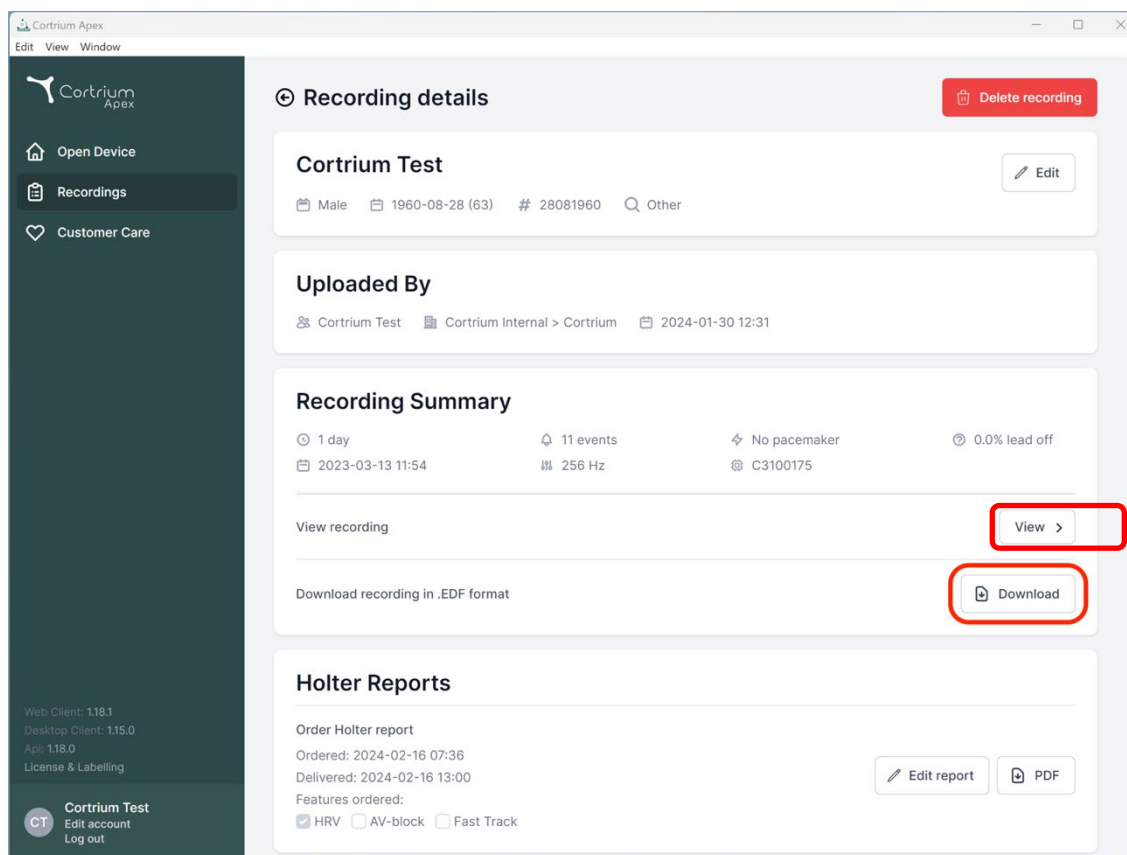 Cortrium Apex
Edit View Window
Cortrium
Apex
Open Device
Recordings
Customer Care
Web Client: 1.18.1
Desktop Client: 1.15.0
Api: 1.18.0
License & Labelling
CT
Cortrium Test
Edit account
Log out
Recording details
Delete recording
Cortrium Test
Edit
Male 1960-08-28 (63) # 28081960 Other
Uploaded By
Cortrium Test Cortrium Internal > Cortrium 2024-01-30 12:31
Recording Summary
1 day 11 events No pacemaker 0.0% lead off
2023-03-13 11:54 256 Hz C3100175
View recording View >
Download recording in .EDF format Download
Holter Reports
Order Holter report
Ordered: 2024-02-16 07:36
Delivered: 2024-02-16 13:00
Edit report PDF
Features ordered:
HRV AV-block Fast Track